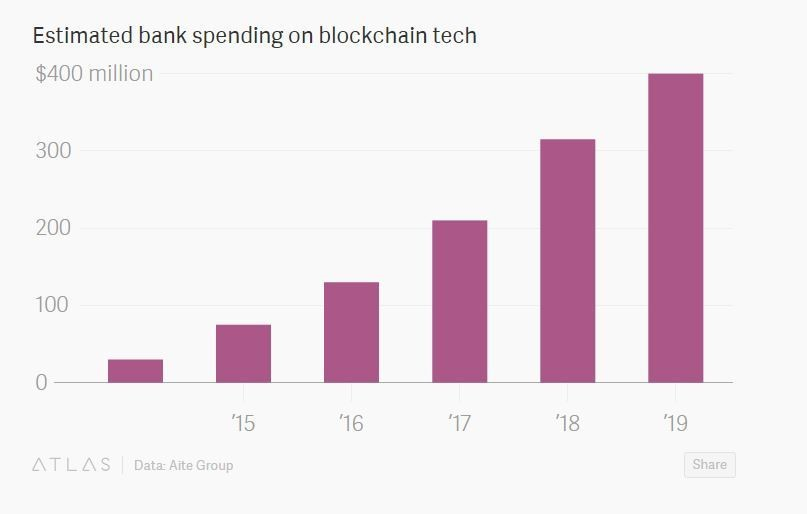 Estimated bank spending on blockchain tech
$400 million
300
200
100
0
’15 ’16 ’17 ’18 ’19
ATLAS Data: Aite Group Share